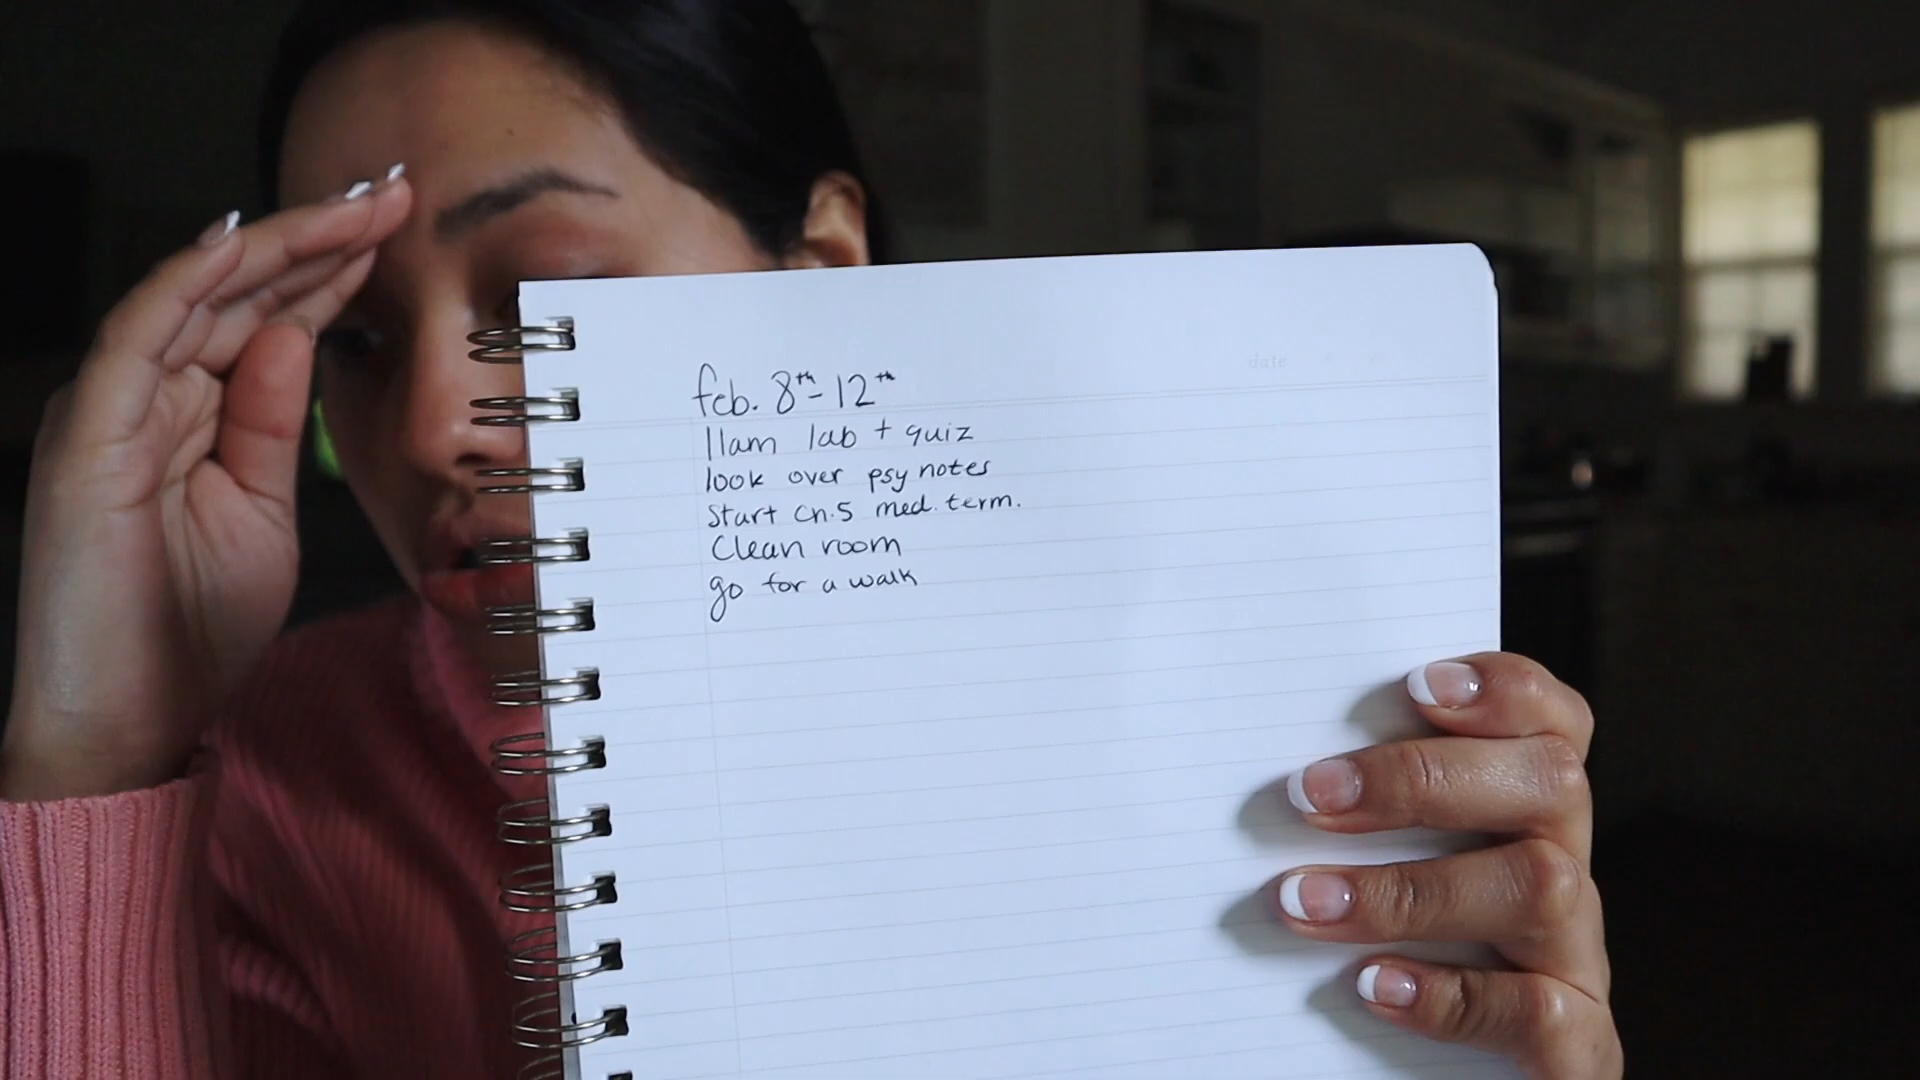 date
feb. 8th - 12th
11am lab + quiz
look over psy notes
Start Ch.5 med. term.
Clean room
go for a walk